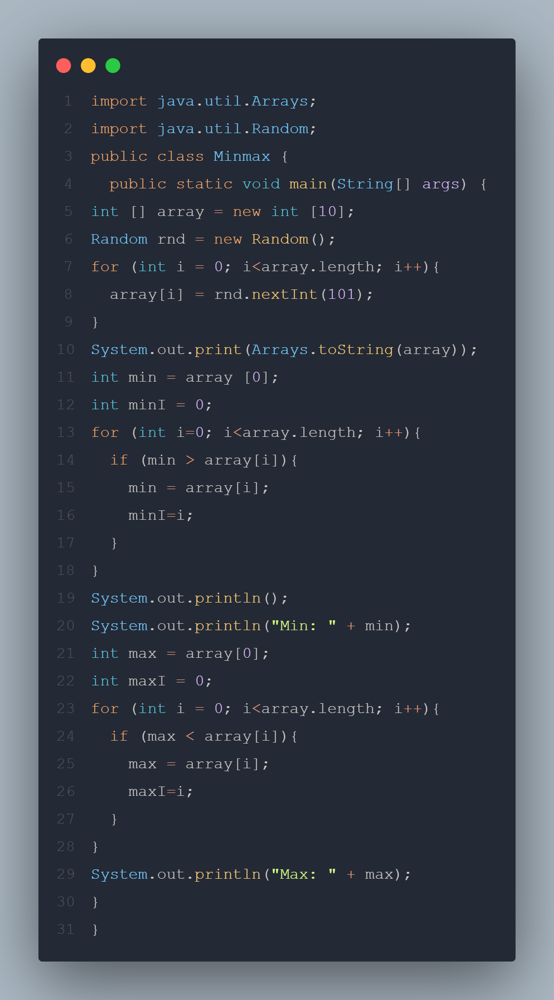 1 import java.util.Arrays;
2 import java.util.Random;
3 public class Minmax {
4   public static void main(String[] args) {
5 int [] array = new int [10];
6 Random rnd = new Random();
7 for (int i = 0; i<array.length; i++){
8   array[i] = rnd.nextInt(101);
9 }
10 System.out.print(Arrays.toString(array));
11 int min = array [0];
12 int minI = 0;
13 for (int i=0; i<array.length; i++){
14   if (min > array[i]){
15     min = array[i];
16     minI=i;
17   }
18 }
19 System.out.println();
20 System.out.println("Min: " + min);
21 int max = array[0];
22 int maxI = 0;
23 for (int i = 0; i<array.length; i++){
24   if (max < array[i]){
25     max = array[i];
26     maxI=i;
27   }
28 }
29 System.out.println("Max: " + max);
30 }
31 }